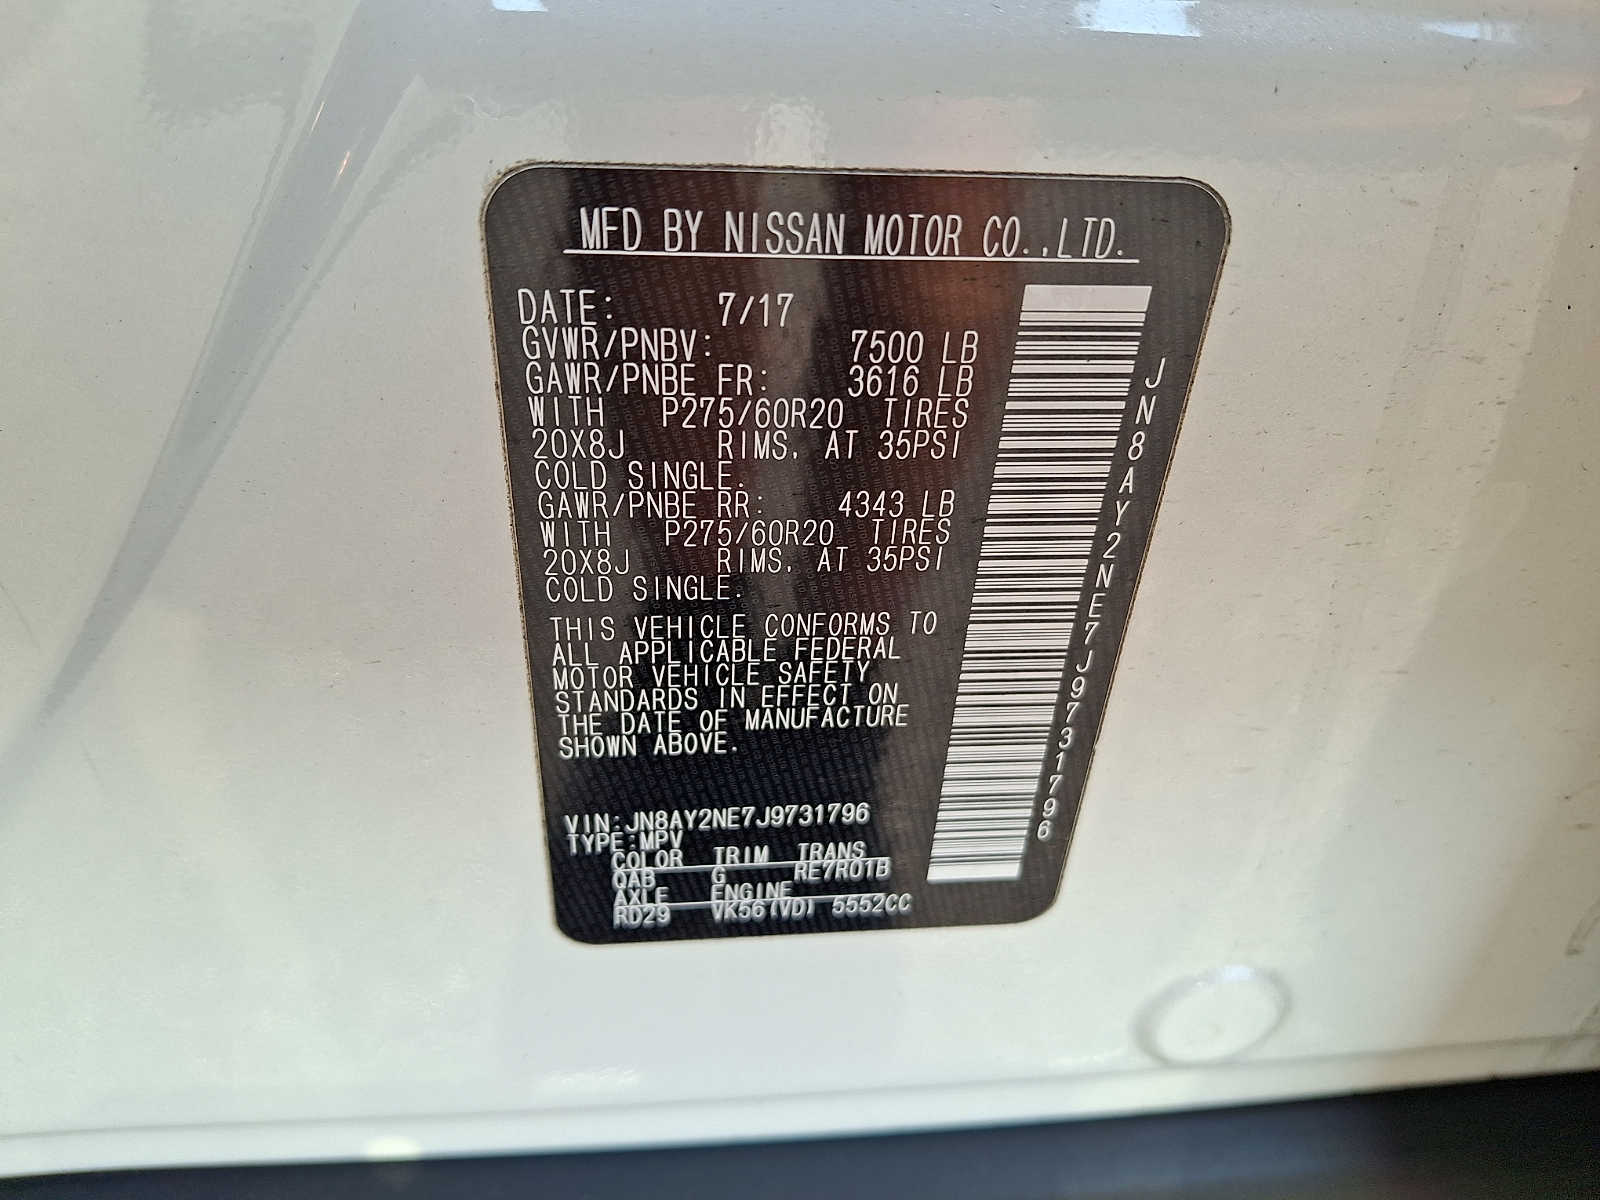 MFD BY NISSAN MOTOR CO.,LTD.
DATE: 7/17
GVWR/PNBV: 7500 LB
GAWR/PNBE FR: 3616 LB
WITH P275/60R20 TIRES
20X8J RIMS, AT 35PSI
COLD SINGLE.
GAWR/PNBE RR: 4343 LB
WITH P275/60R20 TIRES
20X8J RIMS, AT 35PSI
COLD SINGLE.
THIS VEHICLE CONFORMS TO
ALL APPLICABLE FEDERAL
MOTOR VEHICLE SAFETY
STANDARDS IN EFFECT ON
THE DATE OF MANUFACTURE
SHOWN ABOVE.
VIN:JN8AY2NE7J9731796
TYPE:MPV
COLOR TRIM TRANS
QAB G RE7R01B
AXLE ENGINE
RD29 VK56(VD) 5552CC
JN8AY2NE7J9731796